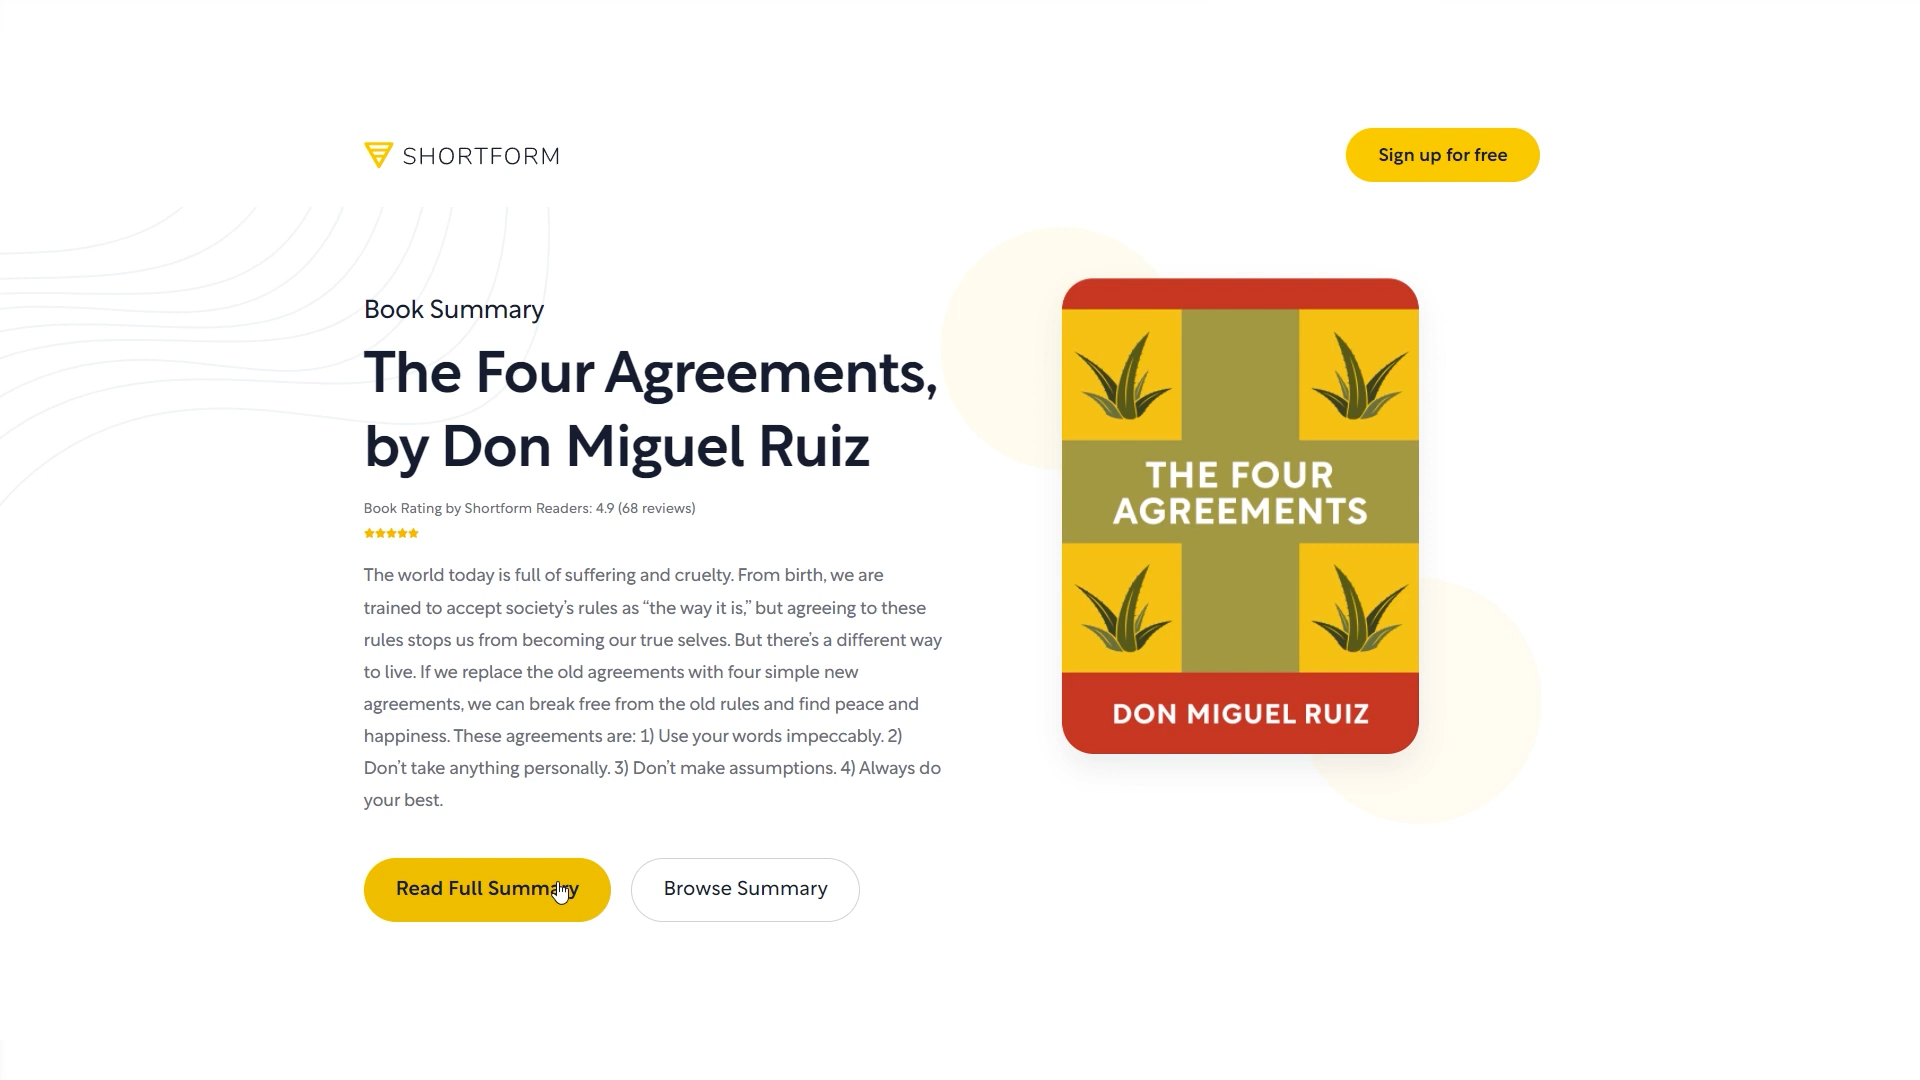 SHORTFORM
Sign up for free
Book Summary
The Four Agreements,
by Don Miguel Ruiz
Book Rating by Shortform Readers: 4.9 (68 reviews)
The world today is full of suffering and cruelty. From birth, we are
trained to accept society’s rules as “the way it is,” but agreeing to these
rules stops us from becoming our true selves. But there’s a different way
to live. If we replace the old agreements with four simple new
agreements, we can break free from the old rules and find peace and
happiness. These agreements are: 1) Use your words impeccably. 2)
Don’t take anything personally. 3) Don’t make assumptions. 4) Always do
your best.
Read Full Summary
Browse Summary
THE FOUR
AGREEMENTS
DON MIGUEL RUIZ